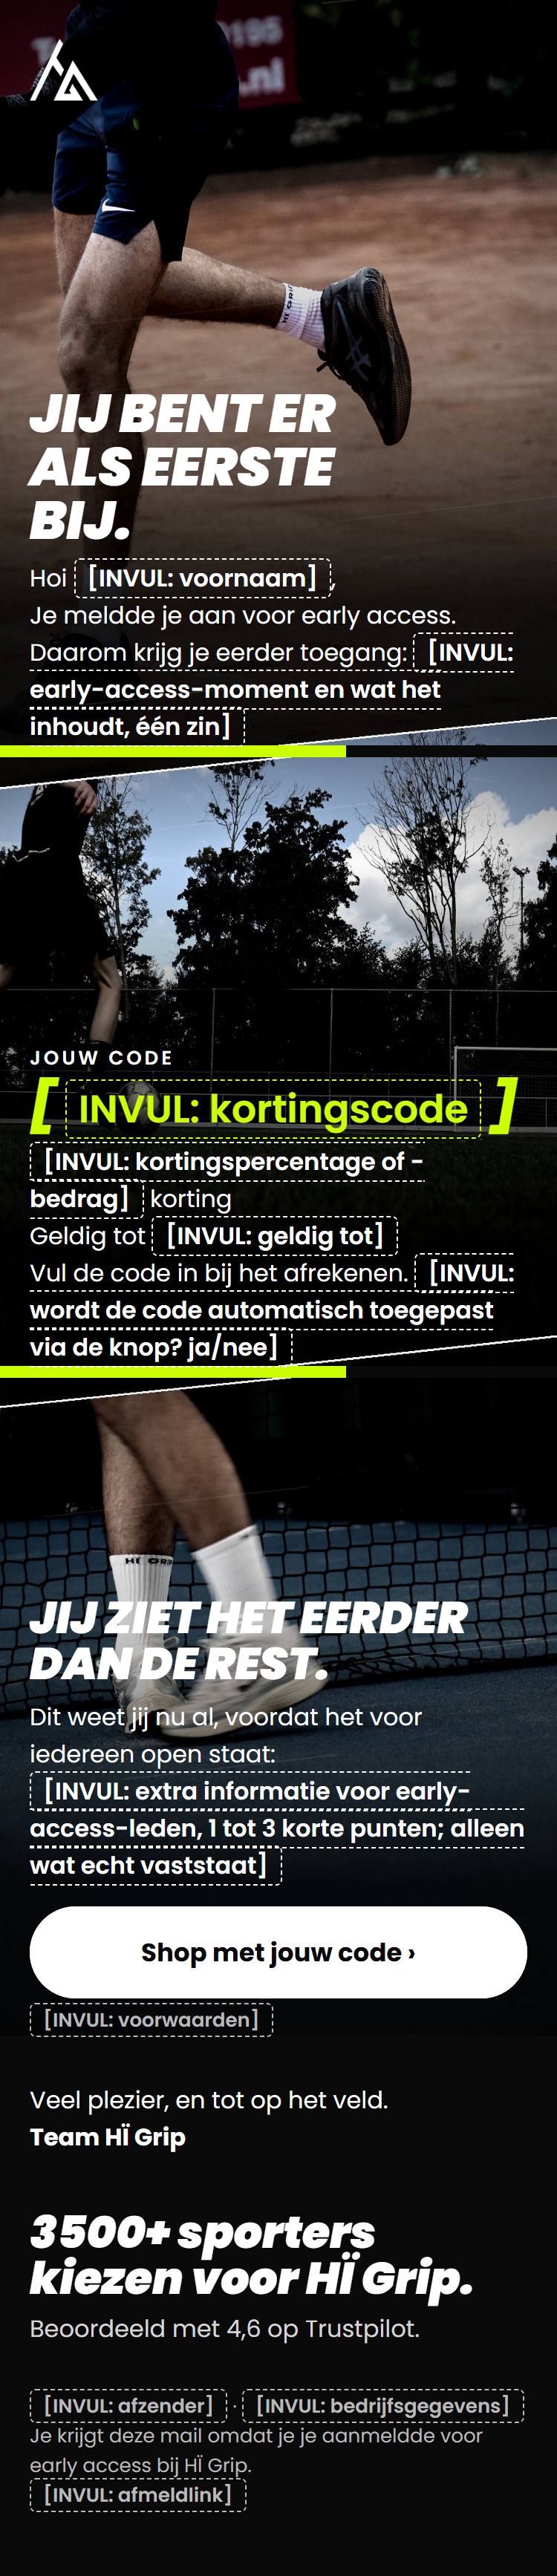 .nl
HÏ GRIP
JIJ BENT ER
ALS EERSTE
BIJ.
Hoi [INVUL: voornaam],
Je meldde je aan voor early access.
Daarom krijg je eerder toegang: [INVUL:
early-access-moment en wat het
inhoudt, één zin]
JOUW CODE
[ INVUL: kortingscode ]
[INVUL: kortingspercentage of -
bedrag] korting
Geldig tot [INVUL: geldig tot]
Vul de code in bij het afrekenen. [INVUL:
wordt de code automatisch toegepast
via de knop? ja/nee]
HÏ GRIP
JIJ ZIET HET EERDER
DAN DE REST.
Dit weet jij nu al, voordat het voor
iedereen open staat:
[INVUL: extra informatie voor early-
access-leden, 1 tot 3 korte punten; alleen
wat echt vaststaat]
Shop met jouw code ›
[INVUL: voorwaarden]
Veel plezier, en tot op het veld.
Team HÏ Grip
3500+ sporters
kiezen voor HÏ Grip.
Beoordeeld met 4,6 op Trustpilot.
[INVUL: afzender] · [INVUL: bedrijfsgegevens]
Je krijgt deze mail omdat je je aanmeldde voor
early access bij HÏ Grip.
[INVUL: afmeldlink]